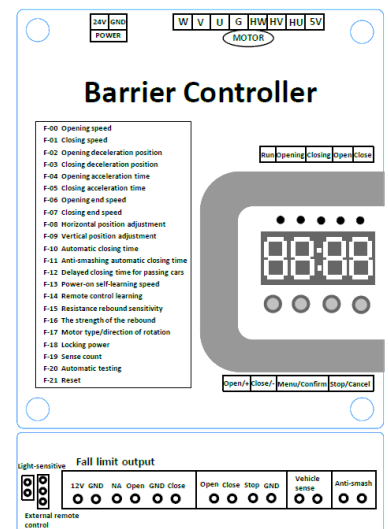 24V GND
POWER
W V U G HW HV HU 5V
MOTOR
Barrier Controller
F-00 Opening speed
F-01 Closing speed
F-02 Opening deceleration position
F-03 Closing deceleration position
F-04 Opening acceleration time
F-05 Closing acceleration time
F-06 Opening end speed
F-07 Closing end speed
F-08 Horizontal position adjustment
F-09 Vertical position adjustment
F-10 Automatic closing time
F-11 Anti-smashing automatic closing time
F-12 Delayed closing time for passing cars
F-13 Power-on self-learning speed
F-14 Remote control learning
F-15 Resistance rebound sensitivity
F-16 The strength of the rebound
F-17 Motor type/direction of rotation
F-18 Locking power
F-19 Sense count
F-20 Automatic testing
F-21 Reset
Run Opening Closing Open Close
88:88
Open/+ Close/- Menu/Confirm Stop/Cancel
Light-sensitive
Fall limit output
12V GND NA Open GND Close
Open Close Stop GND
Vehicle
sense
Anti-smash
External remote
control